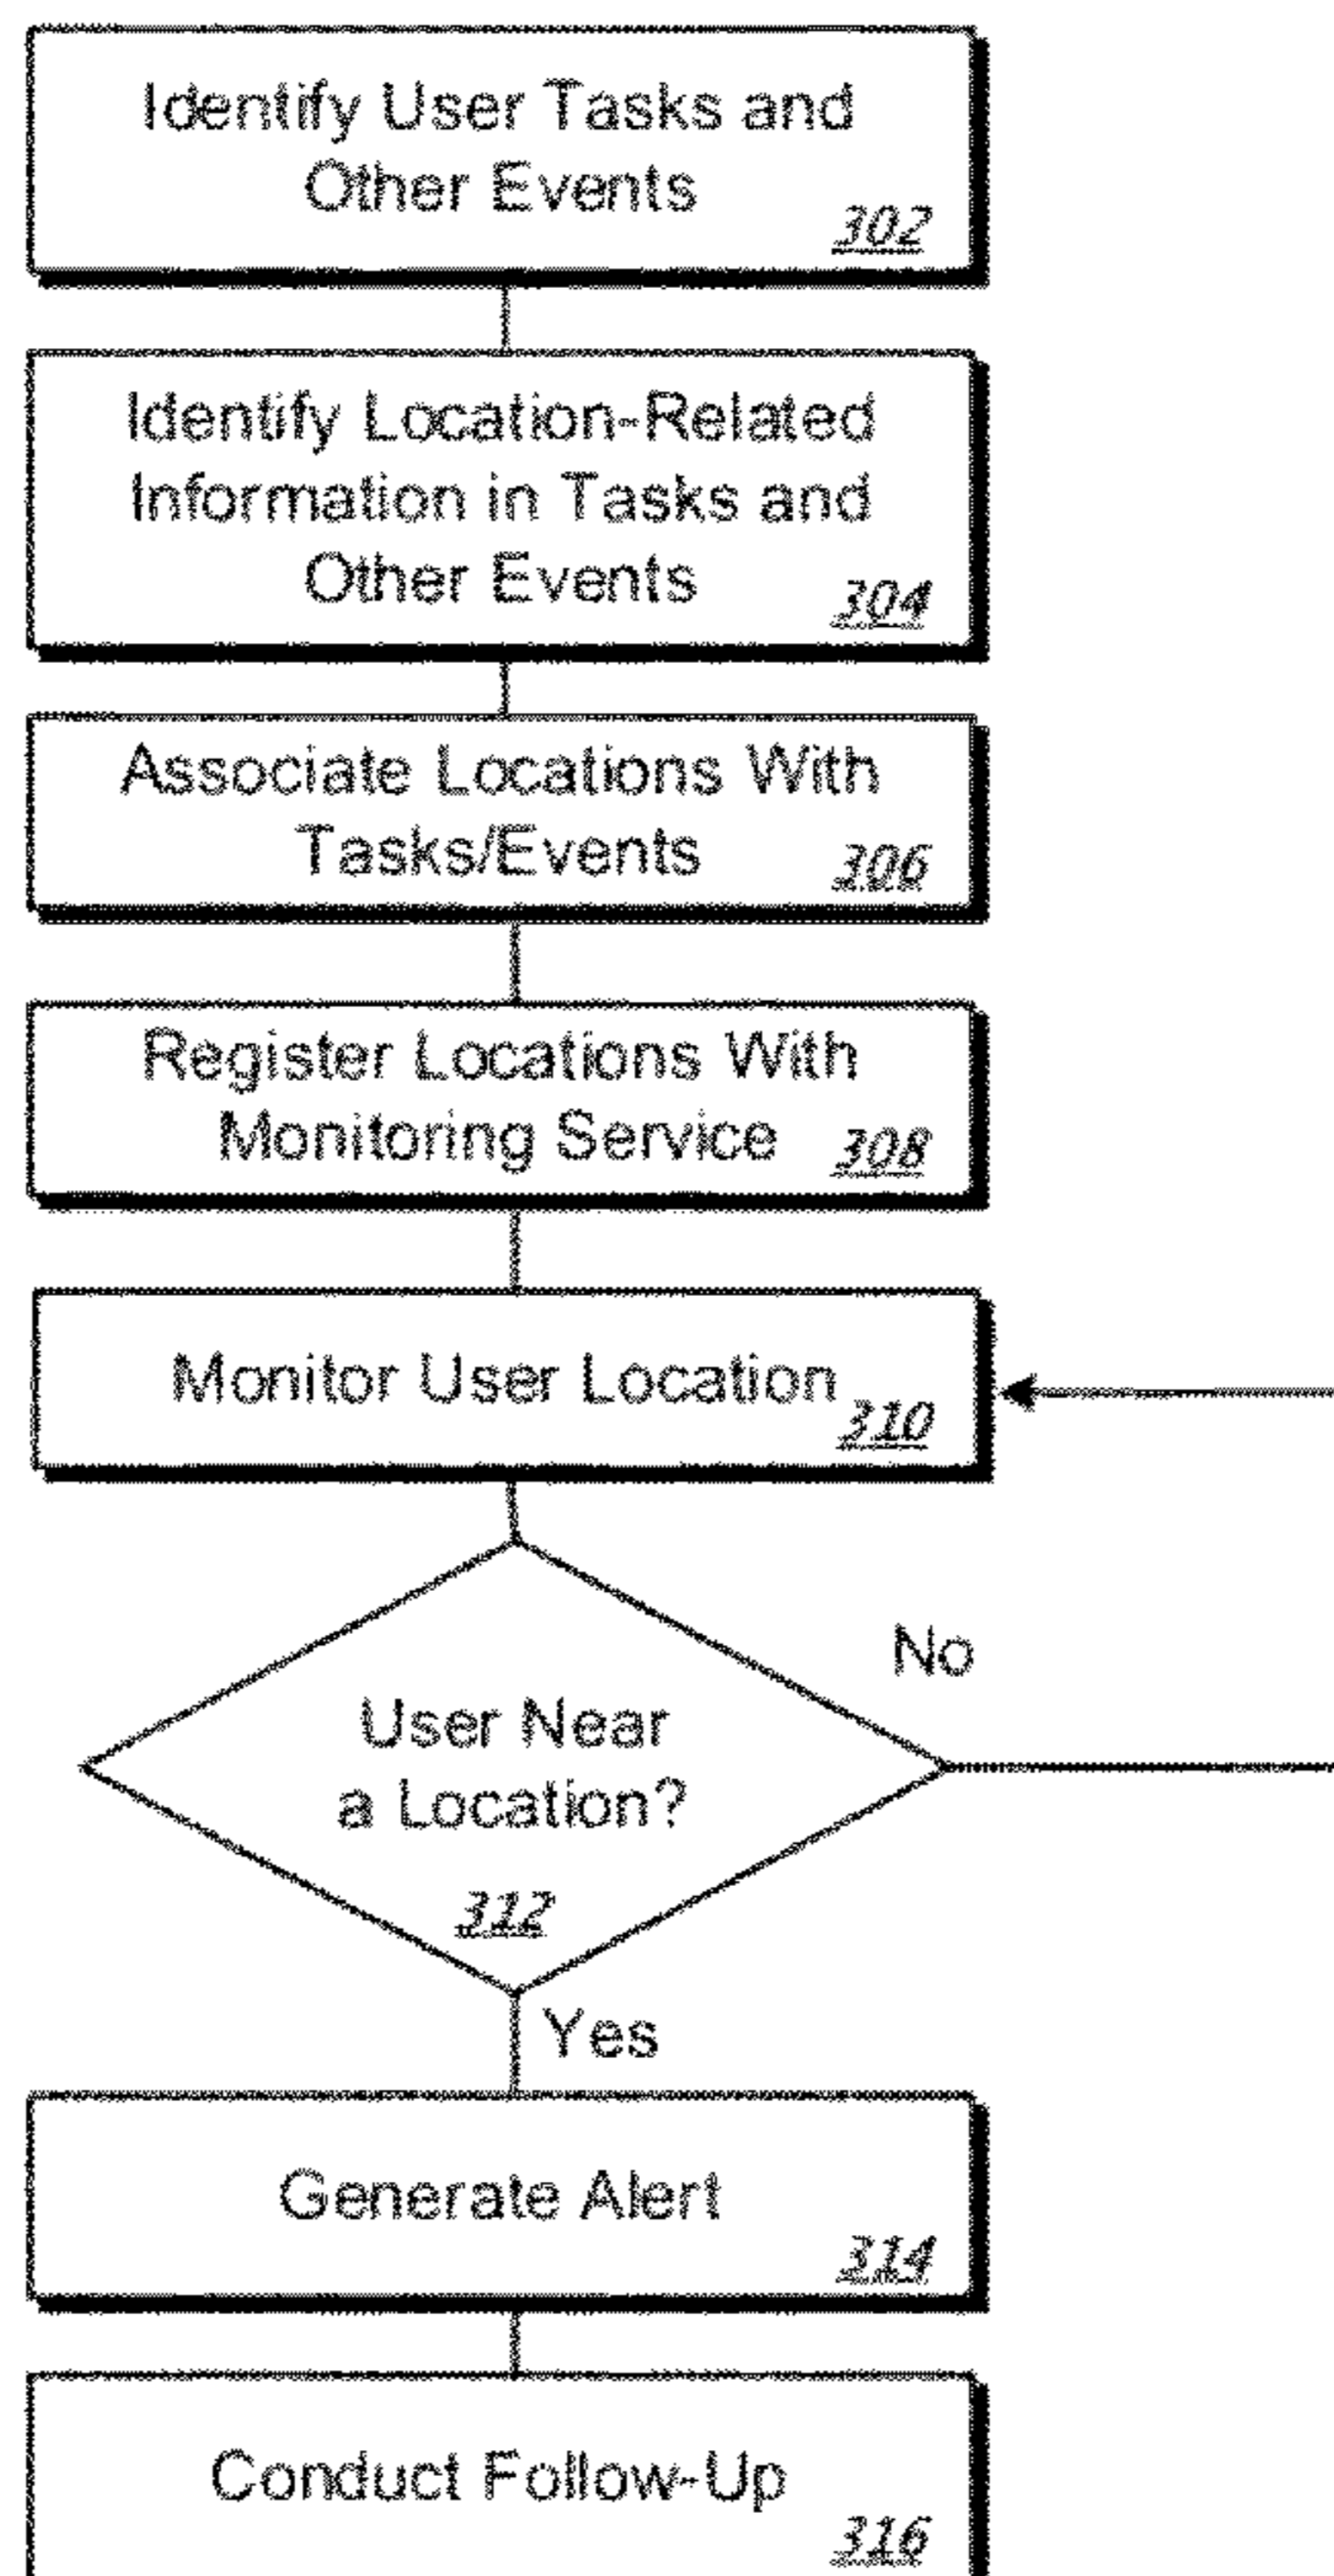 Identify User Tasks and
Other Events
302
Identify Location-Related
Information in Tasks and
Other Events
304
Associate Locations With
Tasks/Events
306
Register Locations With
Monitoring Service
308
Monitor User Location
310
No
User Near
a Location?
312
Yes
Generate Alert
314
Conduct Follow-Up
316